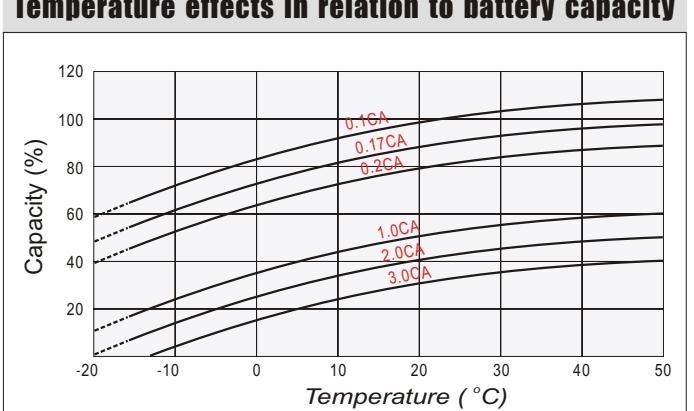 Temperature effects in relation to battery capacity
120
100
80
60
40
20
Capacity (%)
0.1CA
0.17CA
0.2CA
1.0CA
2.0CA
3.0CA
-20 -10 0 10 20 30 40 50
Temperature ( °C)